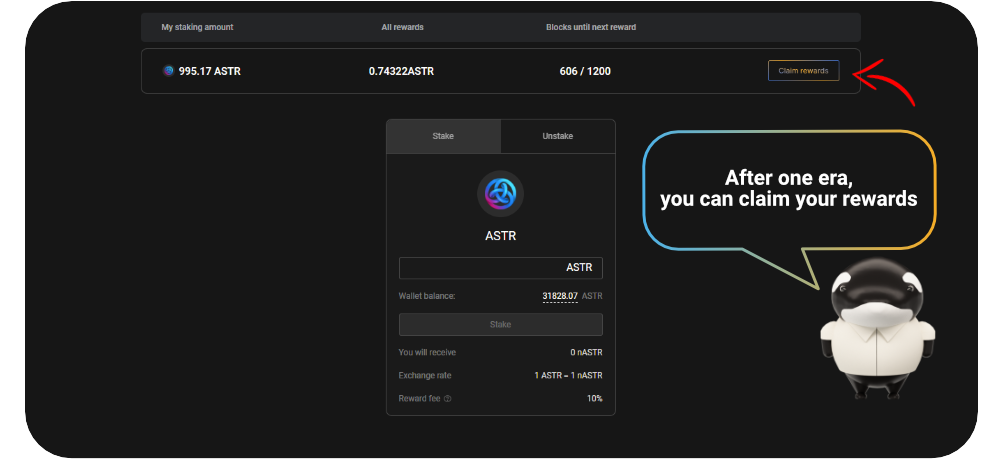 My staking amount All rewards Blocks until next reward
995.17 ASTR 0.74322ASTR 606 / 1200 Claim rewards
Stake Unstake
After one era,
you can claim your rewards
ASTR
ASTR
Wallet balance: 31828.07 ASTR
Stake
You will receive 0 nASTR
Exchange rate 1 ASTR = 1 nASTR
Reward fee 10%